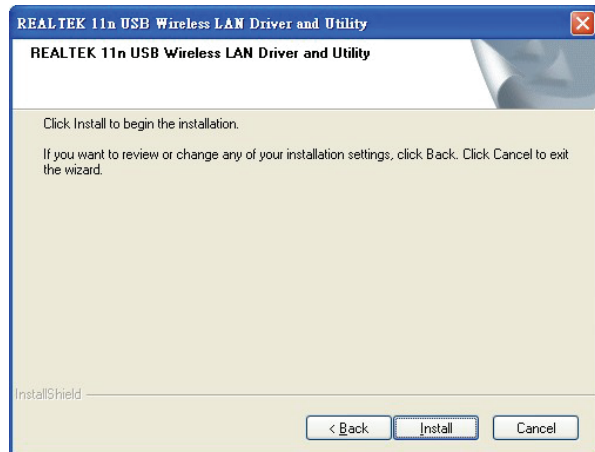 REALTEK 11n USB Wireless LAN Driver and Utility
REALTEK 11n USB Wireless LAN Driver and Utility
Click Install to begin the installation.
If you want to review or change any of your installation settings, click Back. Click Cancel to exit
the wizard.
InstallShield
< Back
Install
Cancel